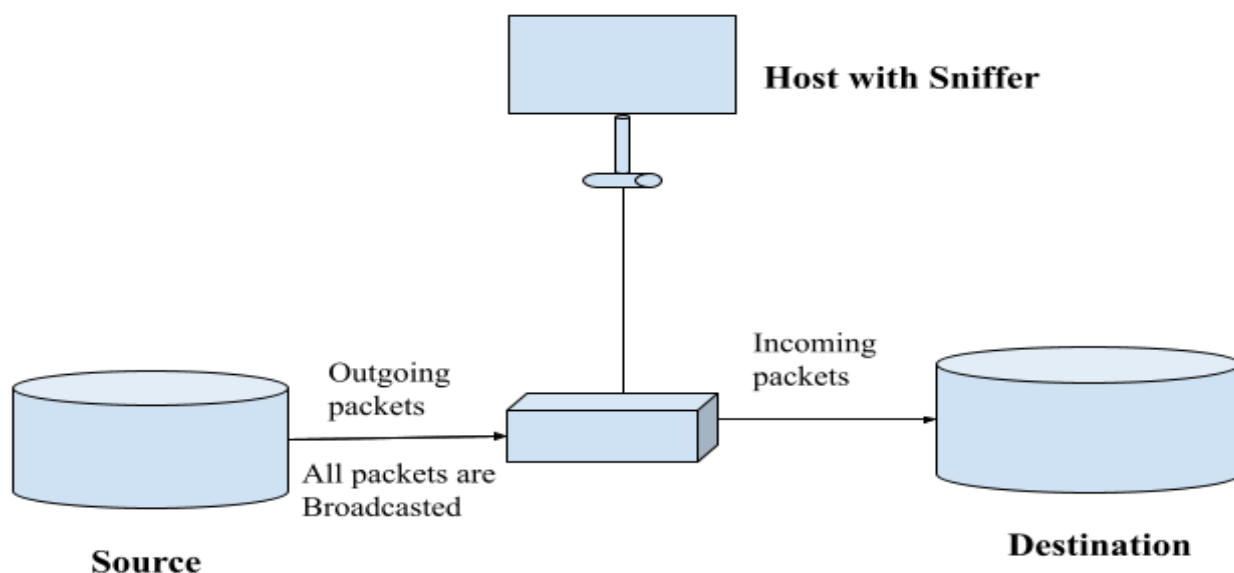 Host with Sniffer
Outgoing
packets
All packets are
Broadcasted
Incoming
packets
Source
Destination